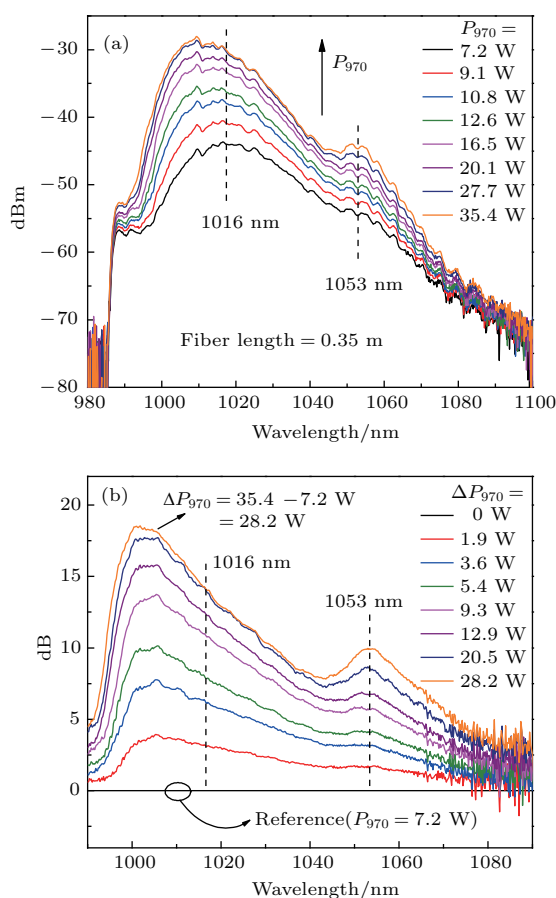 (a)
P₉₇₀
P₉₇₀ =
7.2 W
9.1 W
10.8 W
12.6 W
16.5 W
20.1 W
27.7 W
35.4 W
1016 nm
1053 nm
Fiber length = 0.35 m
−30
−40
−50
−60
−70
−80
dBm
980 1000 1020 1040 1060 1080 1100
Wavelength/nm
(b)
ΔP₉₇₀ = 35.4 −7.2 W
= 28.2 W
ΔP₉₇₀ =
0 W
1.9 W
3.6 W
5.4 W
9.3 W
12.9 W
20.5 W
28.2 W
1016 nm
1053 nm
Reference(P₉₇₀ = 7.2 W)
20
15
10
5
0
dB
1000 1020 1040 1060 1080
Wavelength/nm